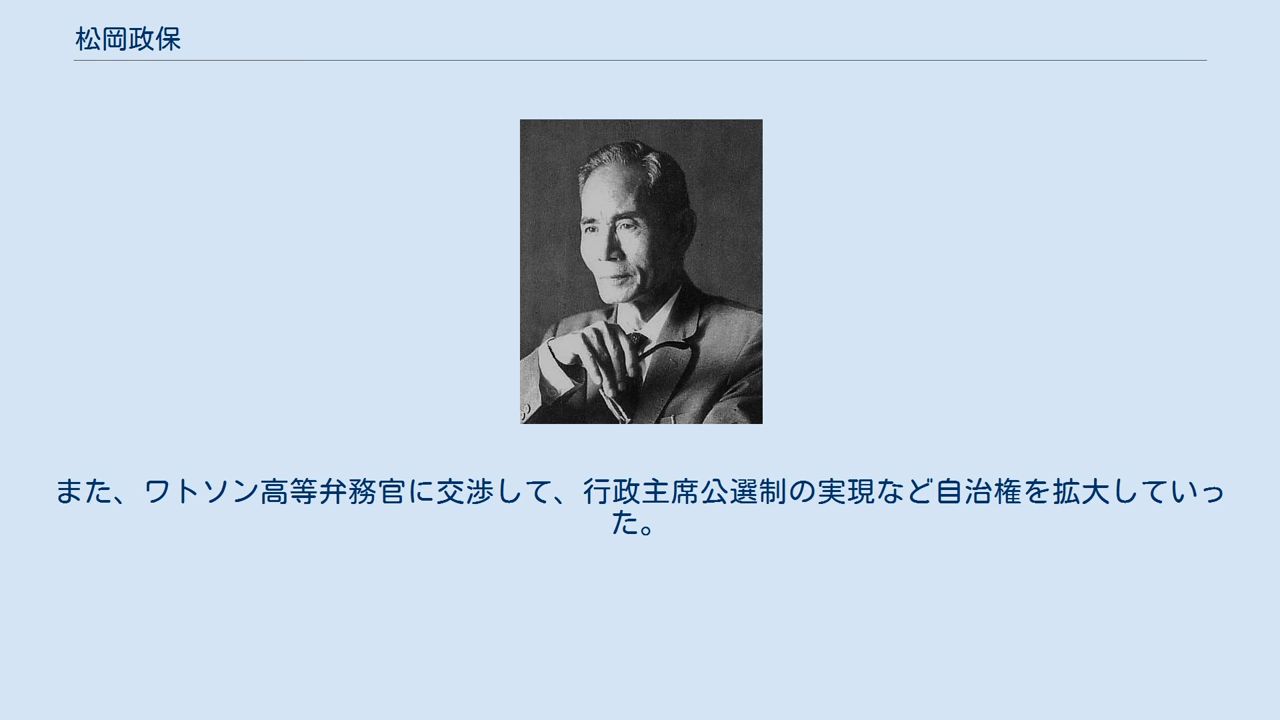 松岡政保
また、ワトソン高等弁務官に交渉して、行政主席公選制の実現など自治権を拡大していっ
た。